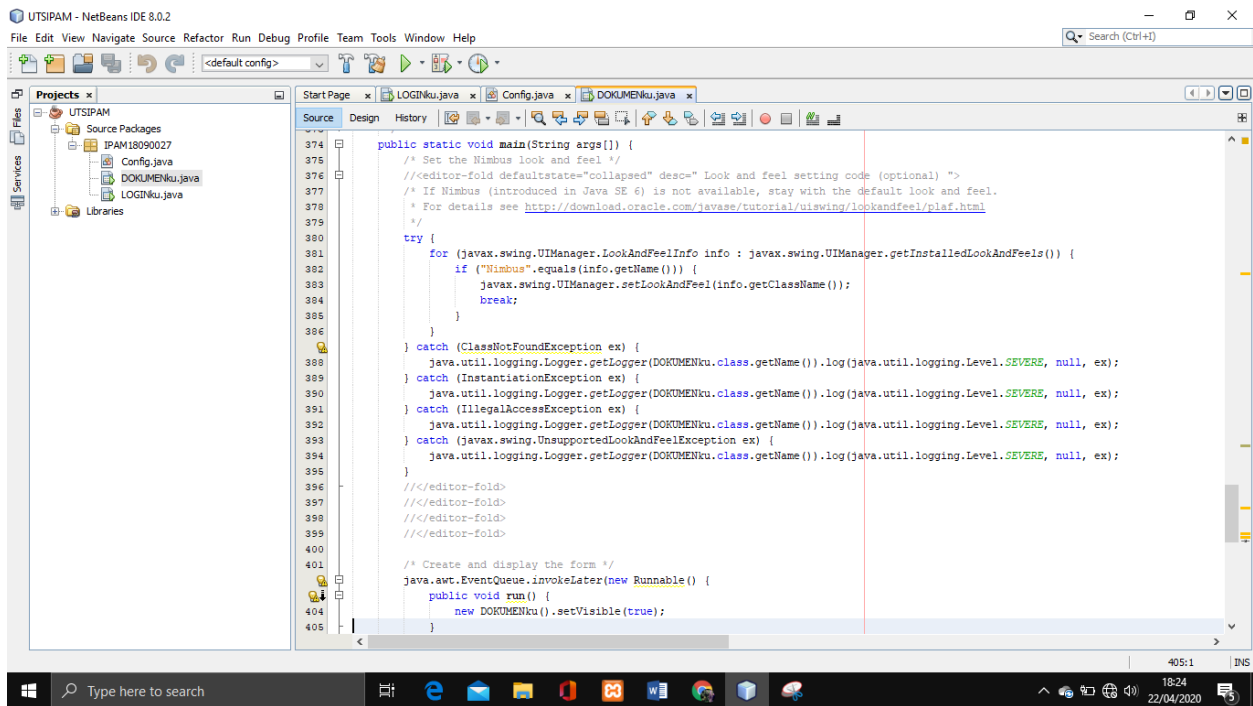 UTSIPAM - NetBeans IDE 8.0.2
File Edit View Navigate Source Refactor Run Debug Profile Team Tools Window Help
Search (Ctrl+I)
<default config>
Projects
Start Page
LOGINku.java
Config.java
DOKUMENku.java
Files
Services
UTSIPAM
Source Packages
IPAM18090027
Config.java
DOKUMENku.java
LOGINku.java
Libraries
Source Design History
374 public static void main(String args[]) {
375 /* Set the Nimbus look and feel */
376 //<editor-fold defaultstate="collapsed" desc=" Look and feel setting code (optional) ">
377 /* If Nimbus (introduced in Java SE 6) is not available, stay with the default look and feel.
378 * For details see http://download.oracle.com/javase/tutorial/uiswing/lookandfeel/plaf.html
379 */
380 try {
381 for (javax.swing.UIManager.LookAndFeelInfo info : javax.swing.UIManager.getInstalledLookAndFeels()) {
382 if ("Nimbus".equals(info.getName())) {
383 javax.swing.UIManager.setLookAndFeel(info.getClassName());
384 break;
385 }
386 }
} catch (ClassNotFoundException ex) {
388 java.util.logging.Logger.getLogger(DOKUMENku.class.getName()).log(java.util.logging.Level.SEVERE, null, ex);
389 } catch (InstantiationException ex) {
390 java.util.logging.Logger.getLogger(DOKUMENku.class.getName()).log(java.util.logging.Level.SEVERE, null, ex);
391 } catch (IllegalAccessException ex) {
392 java.util.logging.Logger.getLogger(DOKUMENku.class.getName()).log(java.util.logging.Level.SEVERE, null, ex);
393 } catch (javax.swing.UnsupportedLookAndFeelException ex) {
394 java.util.logging.Logger.getLogger(DOKUMENku.class.getName()).log(java.util.logging.Level.SEVERE, null, ex);
395 }
396 //</editor-fold>
397 //</editor-fold>
398 //</editor-fold>
399 //</editor-fold>
400
401 /* Create and display the form */
java.awt.EventQueue.invokeLater(new Runnable() {
public void run() {
404 new DOKUMENku().setVisible(true);
405 }
405:1 INS
Type here to search
18:24
22/04/2020
5